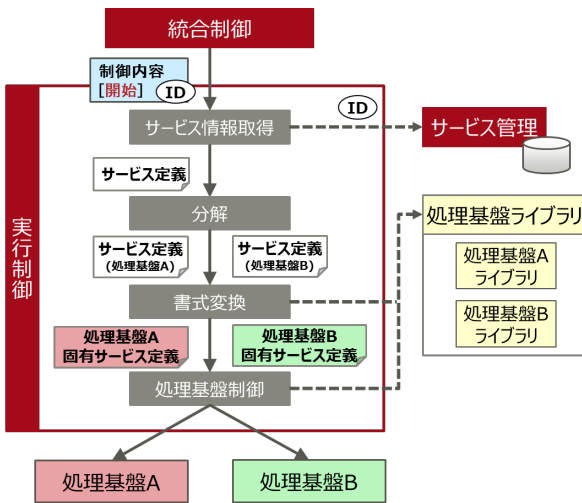 統合制御
制御内容
[開始]
ID
ID
サービス情報取得
サービス管理
サービス定義
実行制御
分解
処理基盤ライブラリ
サービス定義
(処理基盤A)
サービス定義
(処理基盤B)
処理基盤A
ライブラリ
書式変換
処理基盤B
ライブラリ
処理基盤A
固有サービス定義
処理基盤B
固有サービス定義
処理基盤制御
処理基盤A
処理基盤B